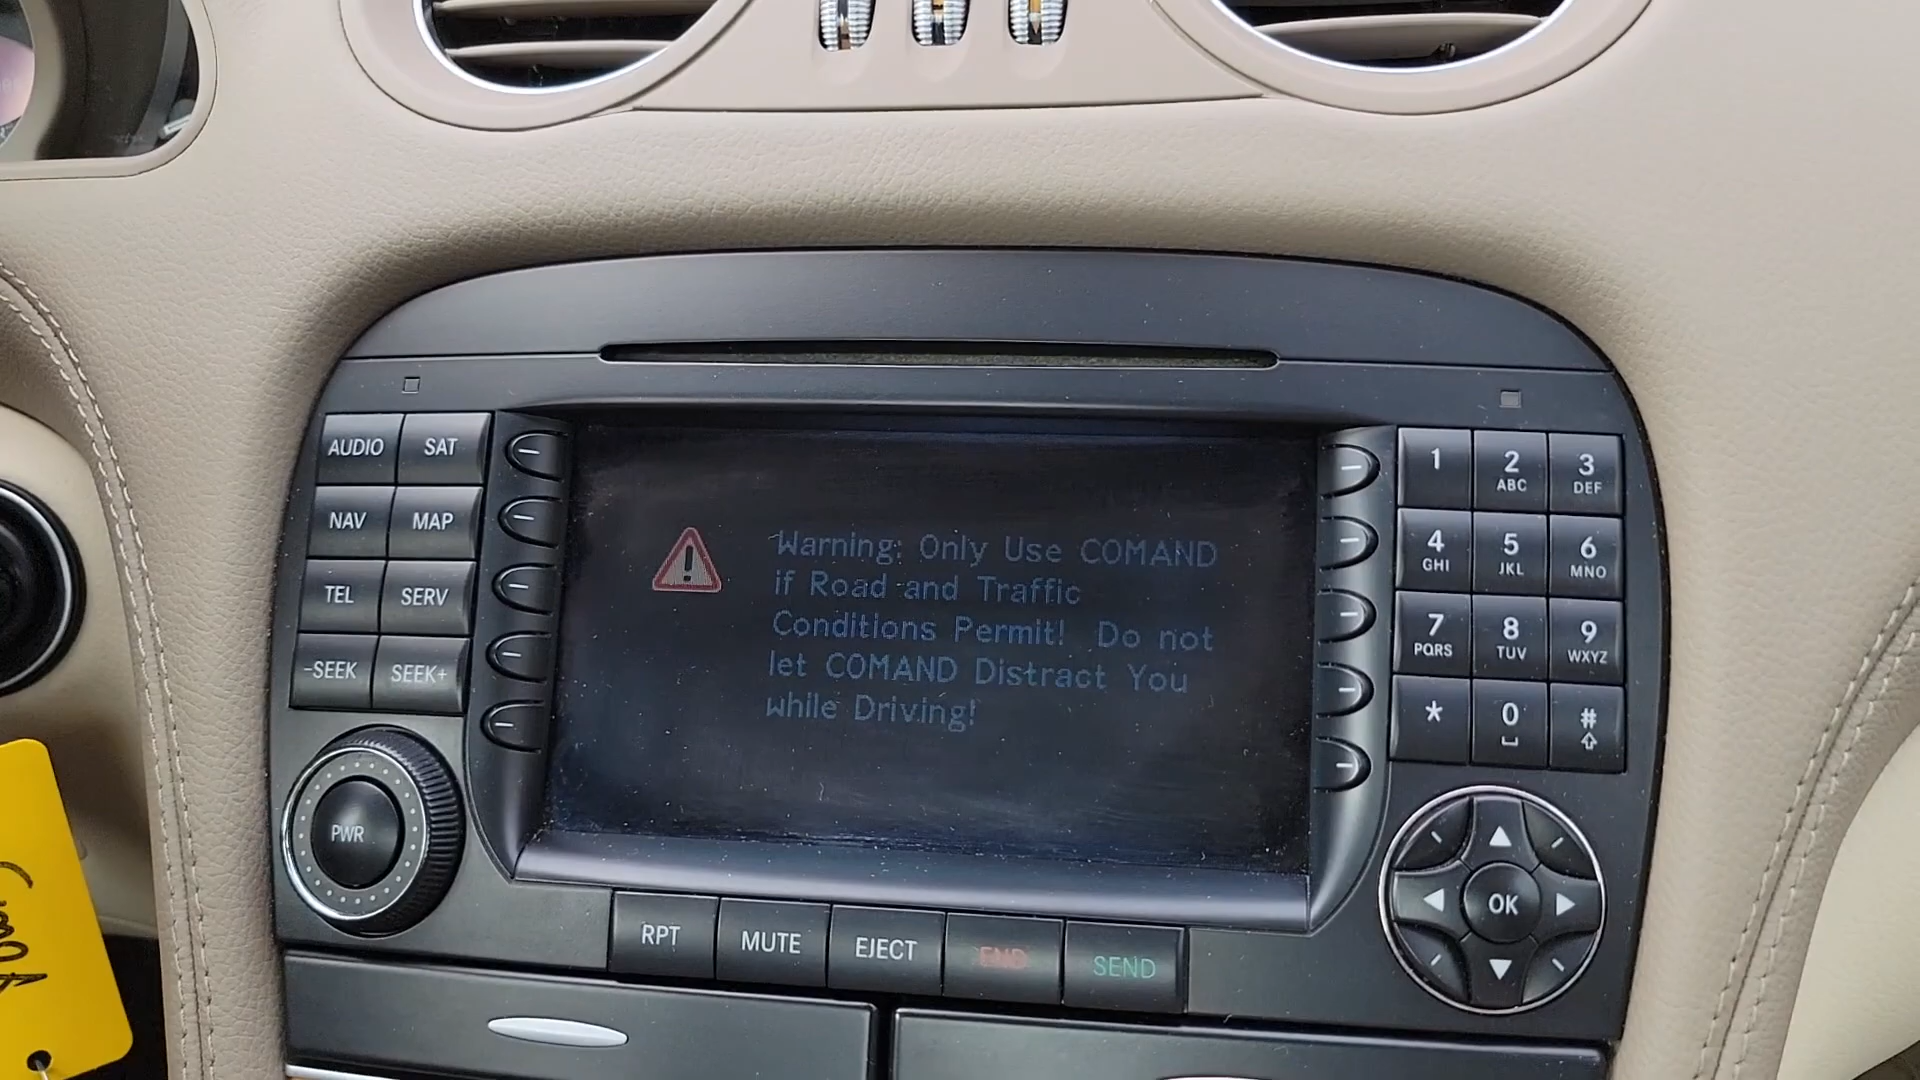 AUDIO SAT
NAV MAP
TEL SERV
-SEEK SEEK+
PWR
Warning: Only Use COMAND
if Road and Traffic
Conditions Permit! Do not
let COMAND Distract You
while Driving!
1 2 ABC 3 DEF
4 GHI 5 JKL 6 MNO
7 PQRS 8 TUV 9 WXYZ
* 0 #
OK
RPT MUTE EJECT END SEND